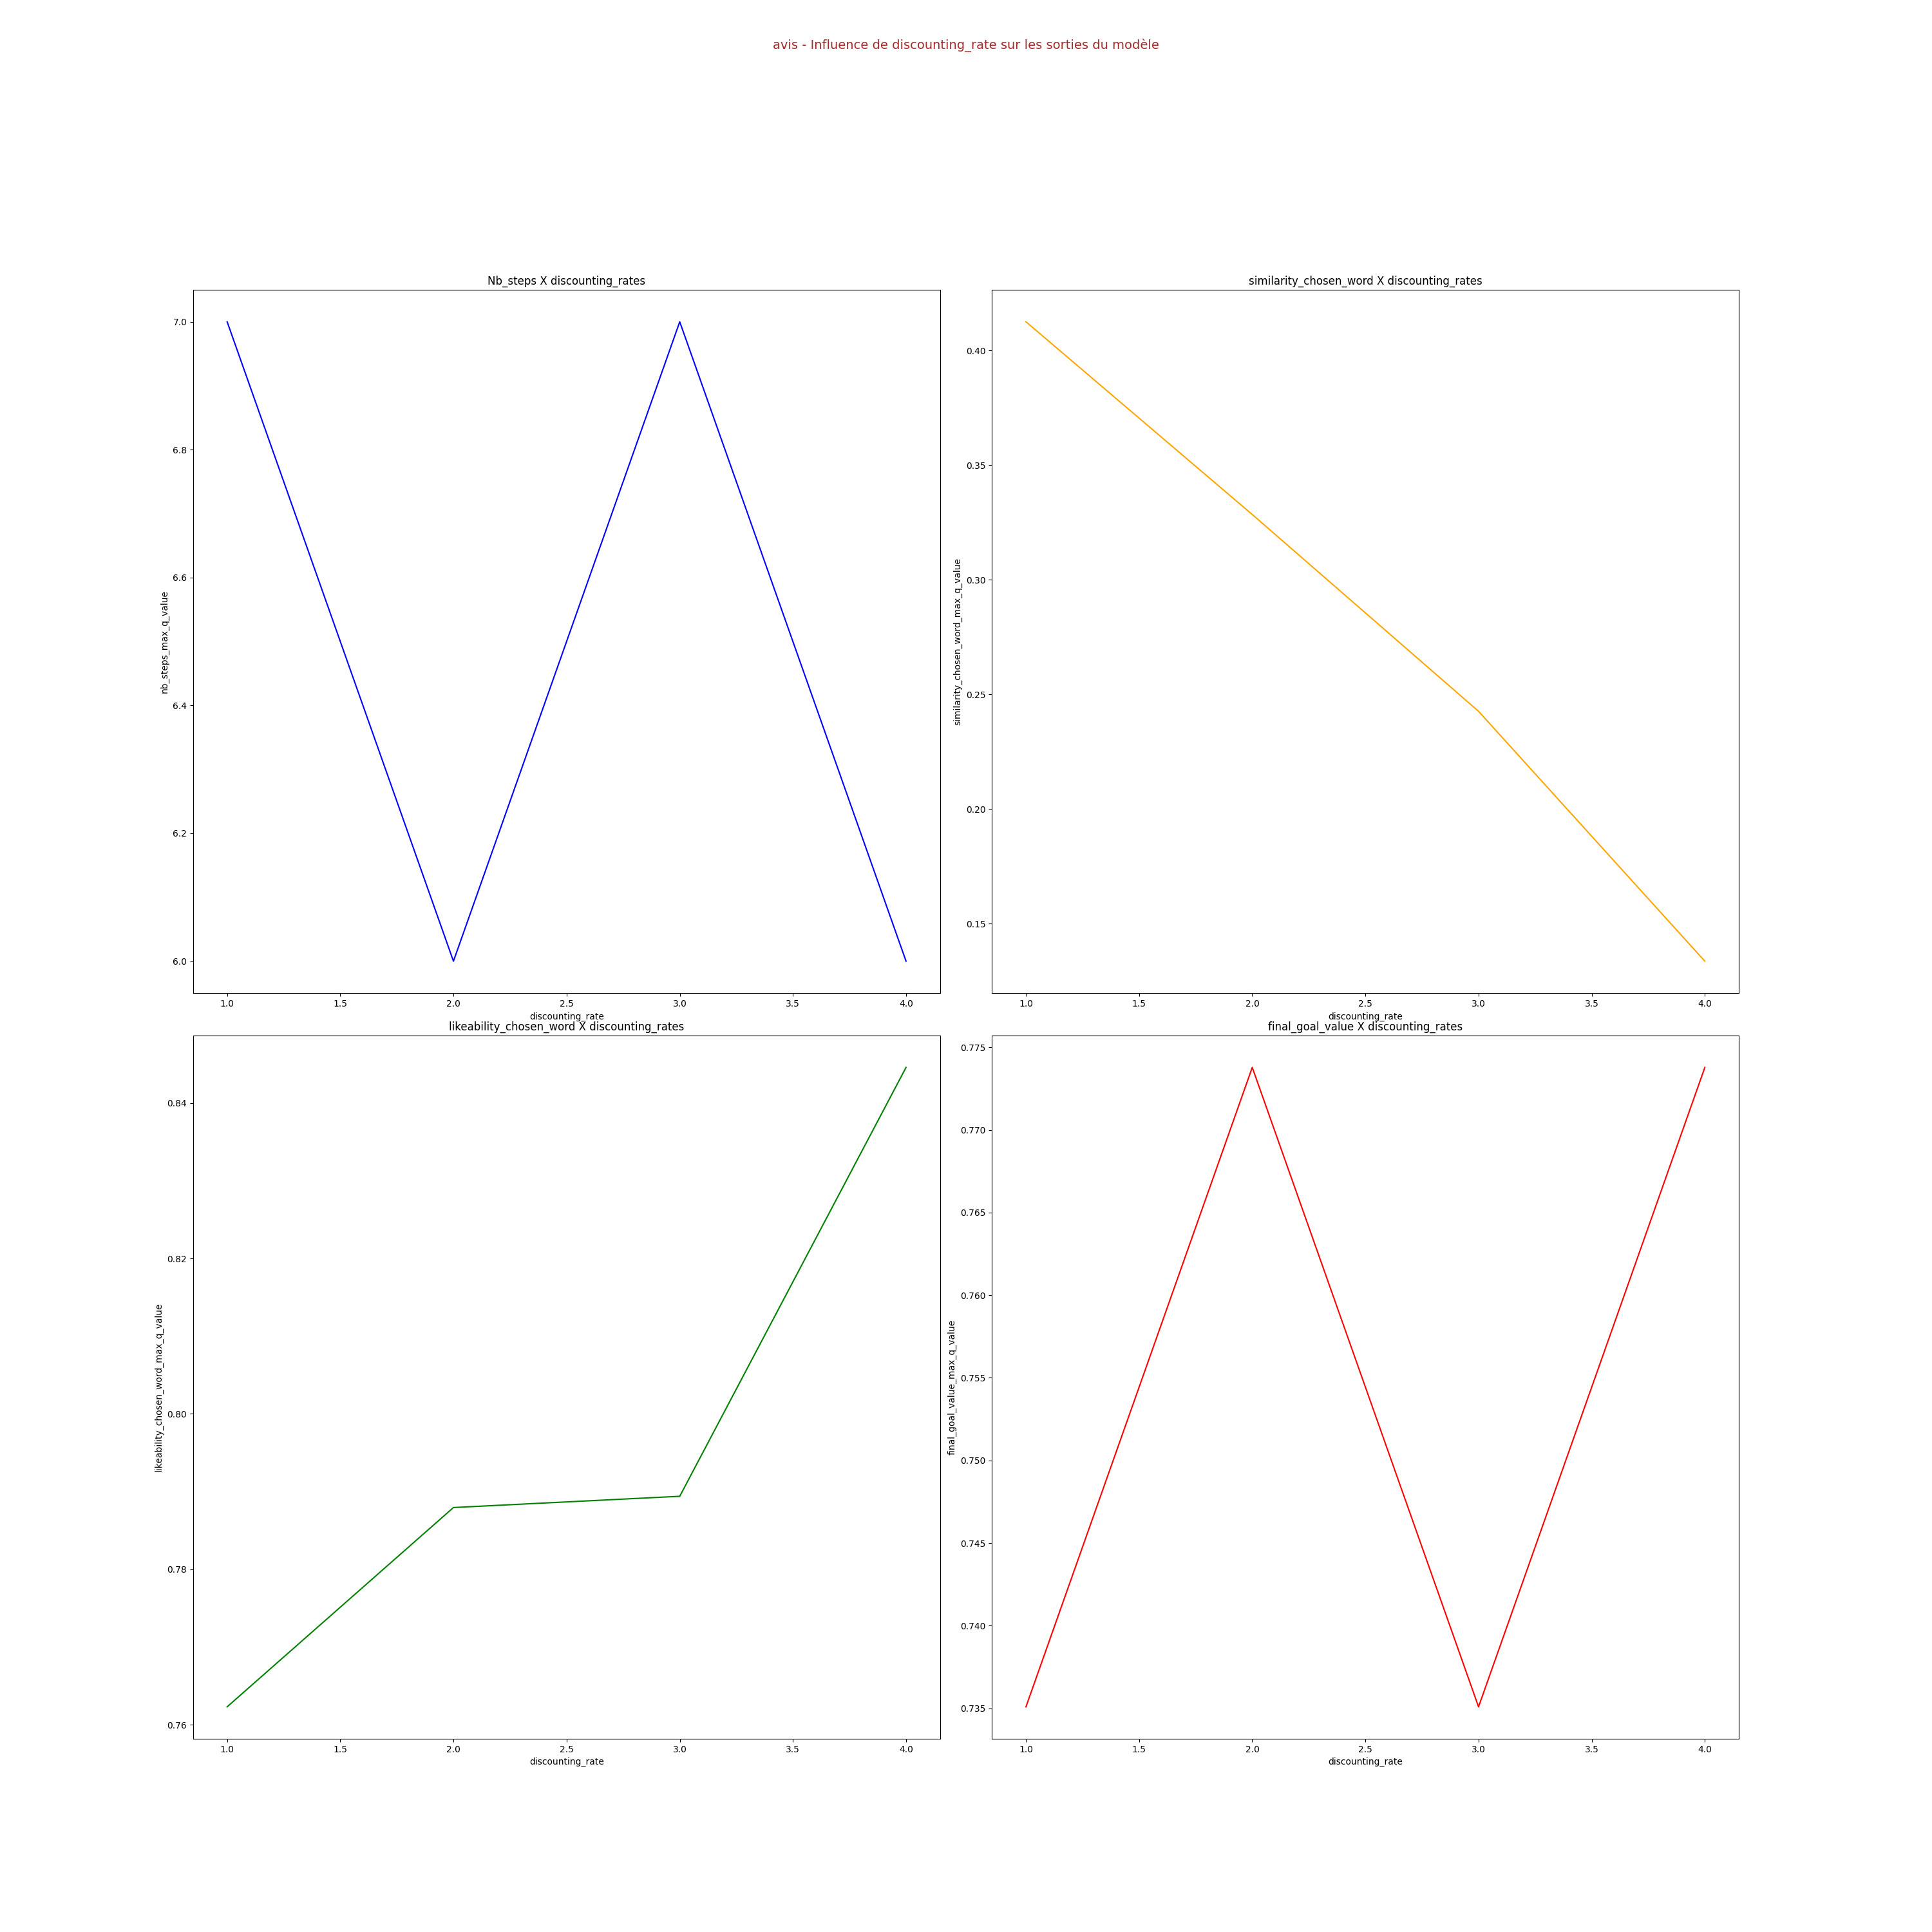 avis - Influence de discounting_rate sur les sorties du modèle
Nb_steps X discounting_rates
nb_steps_max_q_value
7.0
6.8
6.6
6.4
6.2
6.0
1.0 1.5 2.0 2.5 3.0 3.5 4.0
discounting_rate
similarity_chosen_word X discounting_rates
similarity_chosen_word_max_q_value
0.40
0.35
0.30
0.25
0.20
0.15
1.0 1.5 2.0 2.5 3.0 3.5 4.0
discounting_rate
likeability_chosen_word X discounting_rates
likeability_chosen_word_max_q_value
0.84
0.82
0.80
0.78
0.76
1.0 1.5 2.0 2.5 3.0 3.5 4.0
discounting_rate
final_goal_value X discounting_rates
final_goal_value_max_q_value
0.775
0.770
0.765
0.760
0.755
0.750
0.745
0.740
0.735
1.0 1.5 2.0 2.5 3.0 3.5 4.0
discounting_rate